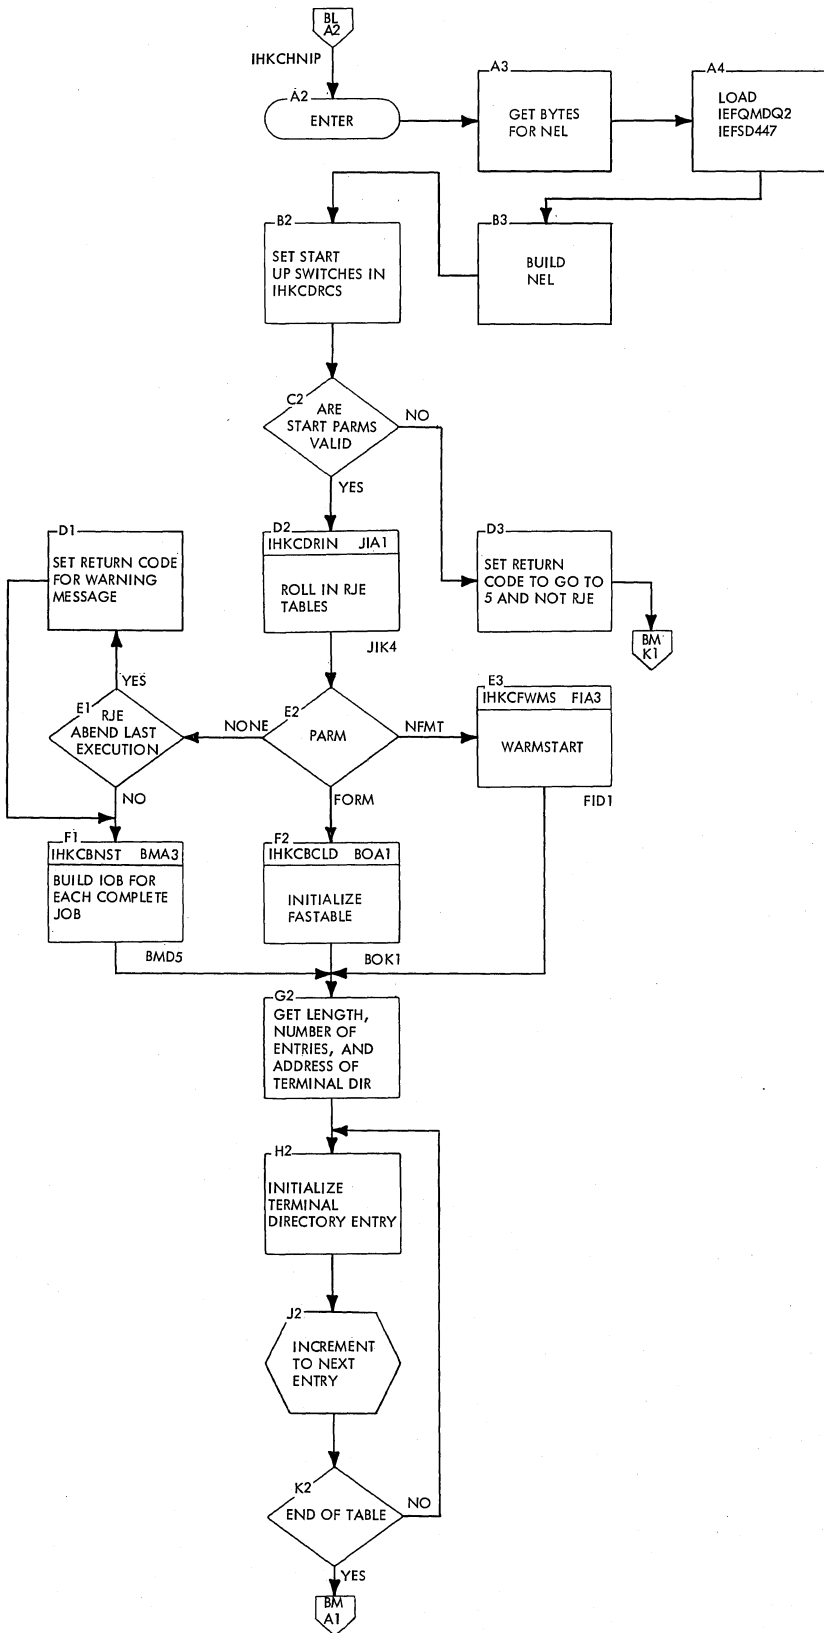 BL
A2
IHKCHNIP
A2
ENTER
A3
GET BYTES
FOR NEL
A4
LOAD
IEFQMDQ2
IEFSD447
B2
SET START
UP SWITCHES IN
IHKCDRCS
B3
BUILD
NEL
C2
ARE
START PARMS
VALID
NO
YES
D1
SET RETURN CODE
FOR WARNING
MESSAGE
D2
IHKCDRIN JIA1
ROLL IN RJE
TABLES
JIK4
D3
SET RETURN
CODE TO GO TO
5 AND NOT RJE
BM
K1
YES
E1
RJE
ABEND LAST
EXECUTION
NO
NONE
E2
PARM
NFMT
FORM
E3
IHKCFWMS FIA3
WARMSTART
FID1
F1
IHKCBNST BMA3
BUILD IOB FOR
EACH COMPLETE
JOB
BMD5
F2
IHKCBCLD BOA1
INITIALIZE
FASTABLE
BOK1
G2
GET LENGTH,
NUMBER OF
ENTRIES, AND
ADDRESS OF
TERMINAL DIR
H2
INITIALIZE
TERMINAL
DIRECTORY ENTRY
J2
INCREMENT
TO NEXT
ENTRY
K2
END OF TABLE
NO
YES
BM
A1